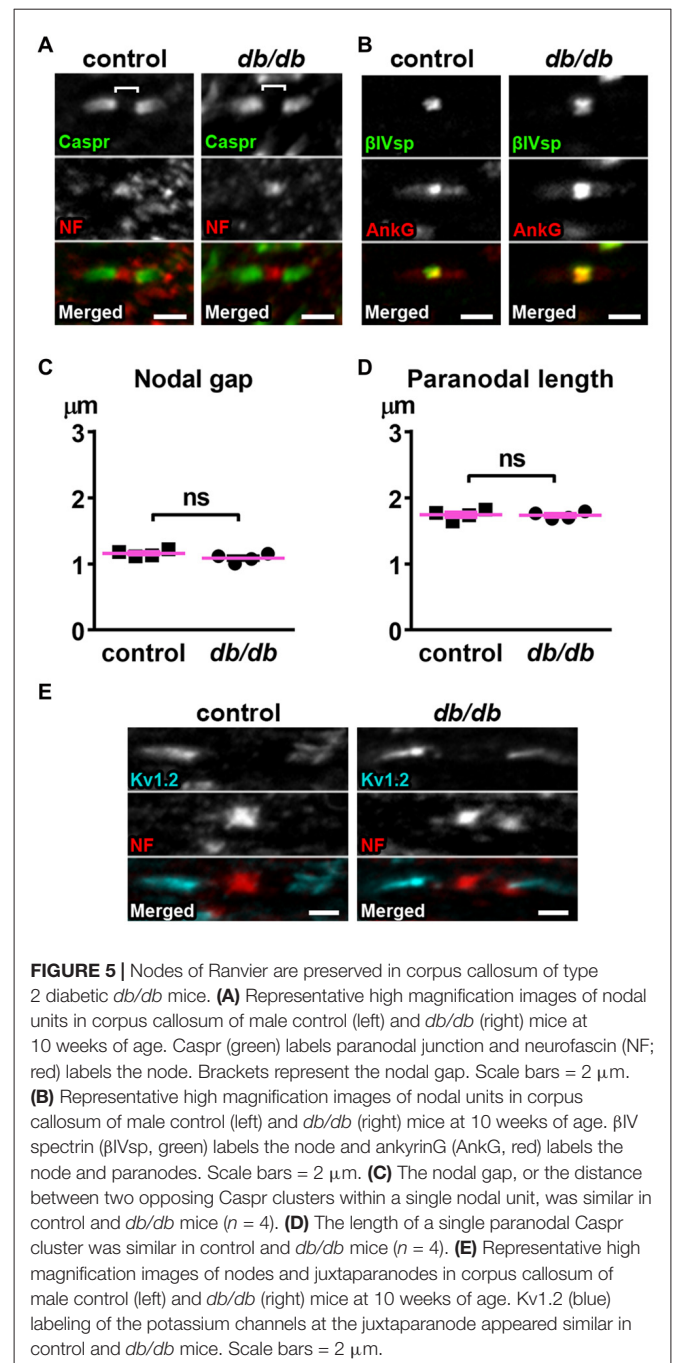 A
control
db/db
Caspr
Caspr
NF
NF
Merged
Merged
B
control
db/db
βIVsp
βIVsp
AnkG
AnkG
Merged
Merged
C
Nodal gap
μm
3
ns
2
1
0
control
db/db
D
Paranodal length
μm
3
ns
2
1
0
control
db/db
E
control
db/db
Kv1.2
Kv1.2
NF
NF
Merged
Merged
FIGURE 5 | Nodes of Ranvier are preserved in corpus callosum of type
2 diabetic db/db mice. (A) Representative high magnification images of nodal
units in corpus callosum of male control (left) and db/db (right) mice at
10 weeks of age. Caspr (green) labels paranodal junction and neurofascin (NF;
red) labels the node. Brackets represent the nodal gap. Scale bars = 2 μm.
(B) Representative high magnification images of nodal units in corpus
callosum of male control (left) and db/db (right) mice at 10 weeks of age. βIV
spectrin (βIVsp, green) labels the node and ankyrinG (AnkG, red) labels the
node and paranodes. Scale bars = 2 μm. (C) The nodal gap, or the distance
between two opposing Caspr clusters within a single nodal unit, was similar in
control and db/db mice (n = 4). (D) The length of a single paranodal Caspr
cluster was similar in control and db/db mice (n = 4). (E) Representative high
magnification images of nodes and juxtaparanodes in corpus callosum of
male control (left) and db/db (right) mice at 10 weeks of age. Kv1.2 (blue)
labeling of the potassium channels at the juxtaparanode appeared similar in
control and db/db mice. Scale bars = 2 μm.